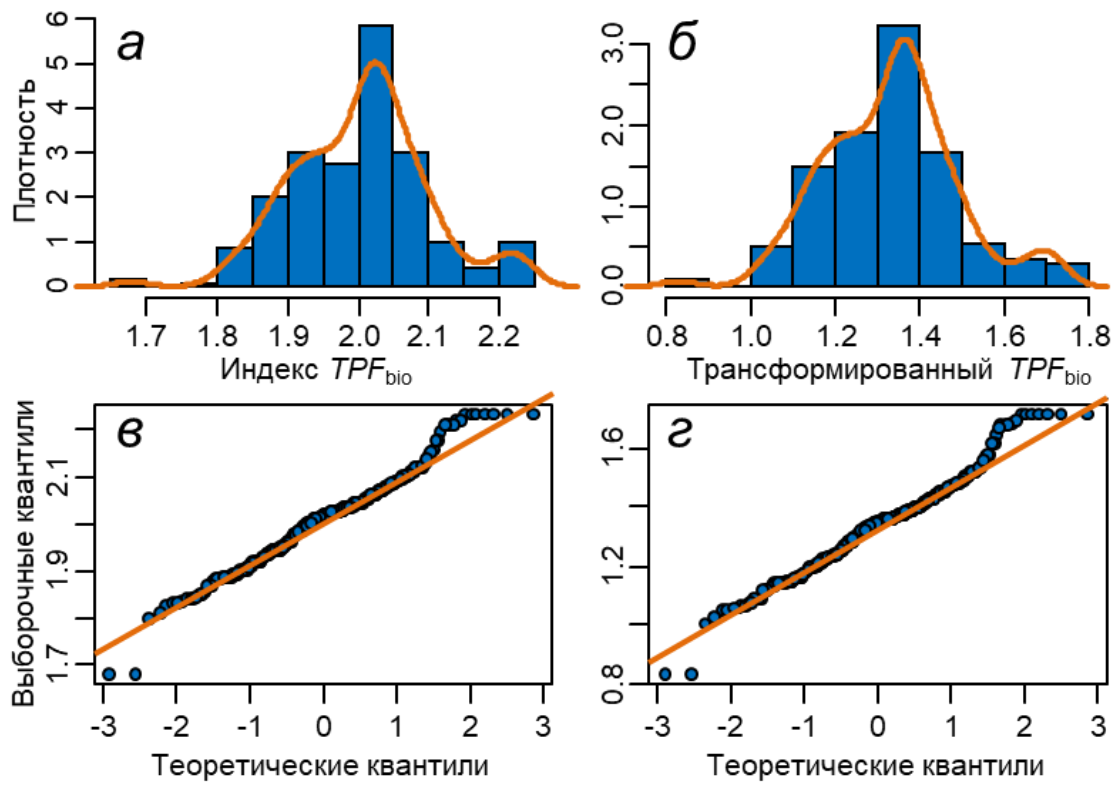 а
Плотность
0 1 2 3 4 5 6
1.7 1.8 1.9 2.0 2.1 2.2
Индекс TPFbio
б
0.0 1.0 2.0 3.0
0.8 1.0 1.2 1.4 1.6 1.8
Трансформированный TPFbio
в
Выборочные квантили
1.7 1.9 2.1
-3 -2 -1 0 1 2 3
Теоретические квантили
г
0.8 1.2 1.6
-3 -2 -1 0 1 2 3
Теоретические квантили